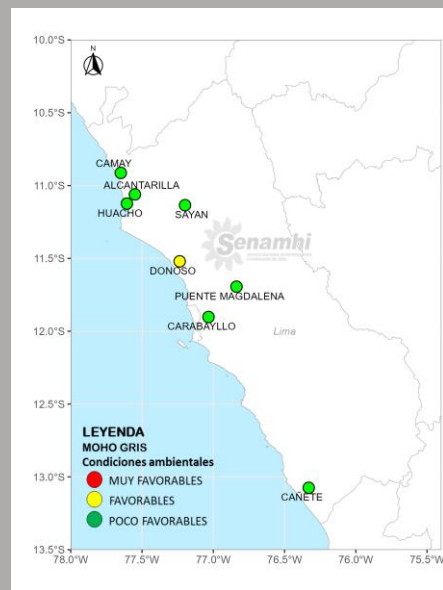 10.0°S
N
10.5°S
CAMAY
11.0°S
ALCANTARILLA
HUACHO
SAYAN
Senamhi
11.5°S
DONOSO
PUENTE MAGDALENA
12.0°S
CARABAYLLO
Lima
12.5°S
LEYENDA
MOHO GRIS
Condiciones ambientales
13.0°S
MUY FAVORABLES
FAVORABLES
CAÑETE
POCO FAVORABLES
13.5°S
78.0°W 77.5°W 77.0°W 76.5°W 76.0°W 75.5°W